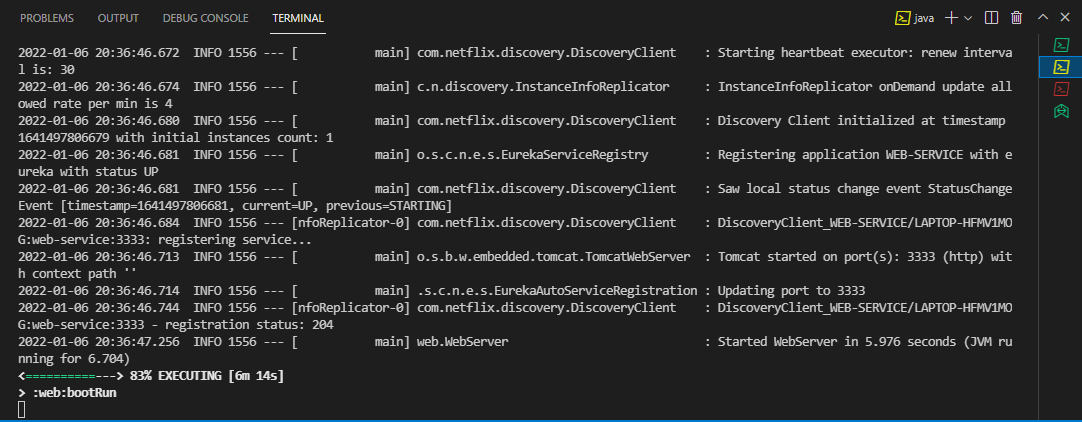 PROBLEMS OUTPUT DEBUG CONSOLE TERMINAL java
2022-01-06 20:36:46.672  INFO 1556 --- [           main] com.netflix.discovery.DiscoveryClient    : Starting heartbeat executor: renew interva
l is: 30
2022-01-06 20:36:46.674  INFO 1556 --- [           main] c.n.discovery.InstanceInfoReplicator     : InstanceInfoReplicator onDemand update all
owed rate per min is 4
2022-01-06 20:36:46.680  INFO 1556 --- [           main] com.netflix.discovery.DiscoveryClient    : Discovery Client initialized at timestamp
1641497806679 with initial instances count: 1
2022-01-06 20:36:46.681  INFO 1556 --- [           main] o.s.c.n.e.s.EurekaServiceRegistry        : Registering application WEB-SERVICE with e
ureka with status UP
2022-01-06 20:36:46.681  INFO 1556 --- [           main] com.netflix.discovery.DiscoveryClient    : Saw local status change event StatusChange
Event [timestamp=1641497806681, current=UP, previous=STARTING]
2022-01-06 20:36:46.684  INFO 1556 --- [nfoReplicator-0] com.netflix.discovery.DiscoveryClient    : DiscoveryClient_WEB-SERVICE/LAPTOP-HFMV1MO
G:web-service:3333: registering service...
2022-01-06 20:36:46.713  INFO 1556 --- [           main] o.s.b.w.embedded.tomcat.TomcatWebServer  : Tomcat started on port(s): 3333 (http) wit
h context path ''
2022-01-06 20:36:46.714  INFO 1556 --- [           main] .s.c.n.e.s.EurekaAutoServiceRegistration : Updating port to 3333
2022-01-06 20:36:46.744  INFO 1556 --- [nfoReplicator-0] com.netflix.discovery.DiscoveryClient    : DiscoveryClient_WEB-SERVICE/LAPTOP-HFMV1MO
G:web-service:3333 - registration status: 204
2022-01-06 20:36:47.256  INFO 1556 --- [           main] web.WebServer                            : Started WebServer in 5.976 seconds (JVM ru
nning for 6.704)
<==========---> 83% EXECUTING [6m 14s]
> :web:bootRun